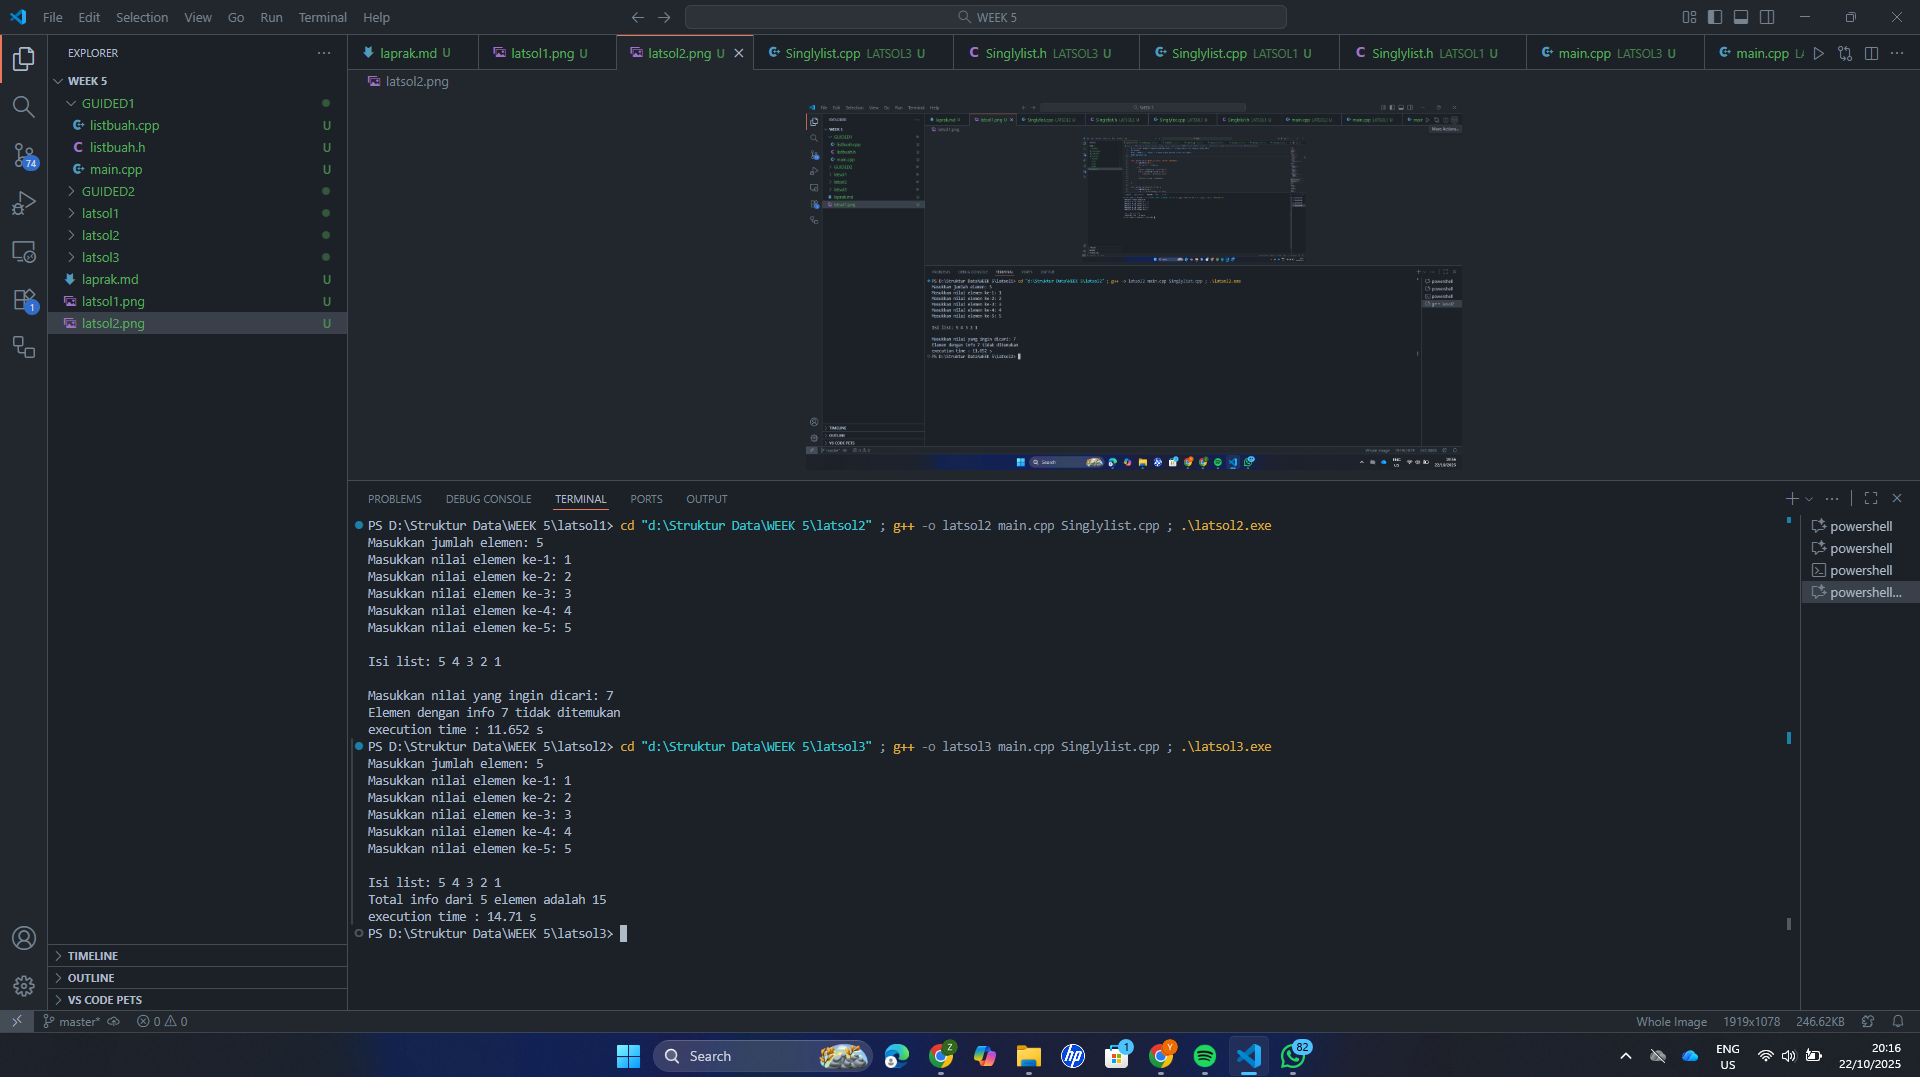 File Edit Selection View Go Run Terminal Help
WEEK 5
EXPLORER
laprak.md U
latsol1.png U
latsol2.png U
Singlylist.cpp LATSOL3 U
Singlylist.h LATSOL3 U
Singlylist.cpp LATSOL1 U
Singlylist.h LATSOL1 U
main.cpp LATSOL3 U
main.cpp
latsol2.png
WEEK 5
GUIDED1
listbuah.cpp U
listbuah.h U
main.cpp U
GUIDED2
latsol1
latsol2
latsol3
laprak.md U
latsol1.png U
latsol2.png U
74
1
PROBLEMS DEBUG CONSOLE TERMINAL PORTS OUTPUT
PS D:\Struktur Data\WEEK 5\latsol1> cd "d:\Struktur Data\WEEK 5\latsol2" ; g++ -o latsol2 main.cpp Singlylist.cpp ; .\latsol2.exe
Masukkan jumlah elemen: 5
Masukkan nilai elemen ke-1: 1
Masukkan nilai elemen ke-2: 2
Masukkan nilai elemen ke-3: 3
Masukkan nilai elemen ke-4: 4
Masukkan nilai elemen ke-5: 5
Isi list: 5 4 3 2 1
Masukkan nilai yang ingin dicari: 7
Elemen dengan info 7 tidak ditemukan
execution time : 11.652 s
PS D:\Struktur Data\WEEK 5\latsol2> cd "d:\Struktur Data\WEEK 5\latsol3" ; g++ -o latsol3 main.cpp Singlylist.cpp ; .\latsol3.exe
Masukkan jumlah elemen: 5
Masukkan nilai elemen ke-1: 1
Masukkan nilai elemen ke-2: 2
Masukkan nilai elemen ke-3: 3
Masukkan nilai elemen ke-4: 4
Masukkan nilai elemen ke-5: 5
Isi list: 5 4 3 2 1
Total info dari 5 elemen adalah 15
execution time : 14.71 s
PS D:\Struktur Data\WEEK 5\latsol3>
powershell
powershell
powershell
powershell...
TIMELINE
OUTLINE
VS CODE PETS
master* 0 0
Whole Image 1919x1078 246.62KB
Search
Z
hp
1
Y
82
ENG
US
20:16
22/10/2025